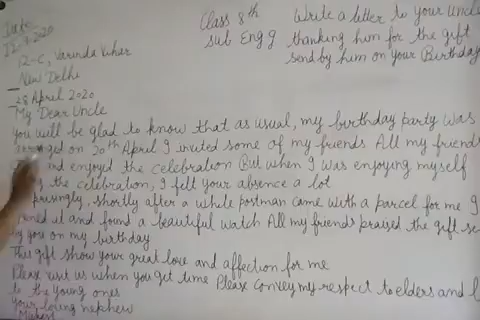 Date
12-7-2020
Class 8th
Sub Eng
Write a letter to your Uncle
thanking him for the gift
send by him on your Birthday
12-C, Varinda Vihar
New Delhi
28 April 2020
My Dear Uncle
You will be glad to know that as usual, my birthday party was
on 20th April I invited some of my friends All my friends
and enjoyd the celebration But when I was enjoying myself
the celebration, I felt your absence a lot
shortly after a while postman came with a parcel for me I
it and found a beautiful watch All my friends praised the gift
you on my birthday
This gift show your great love and affection for me
Please visit us when you get time Please Convey my respect to elders and
to the young ones
your loving nephew